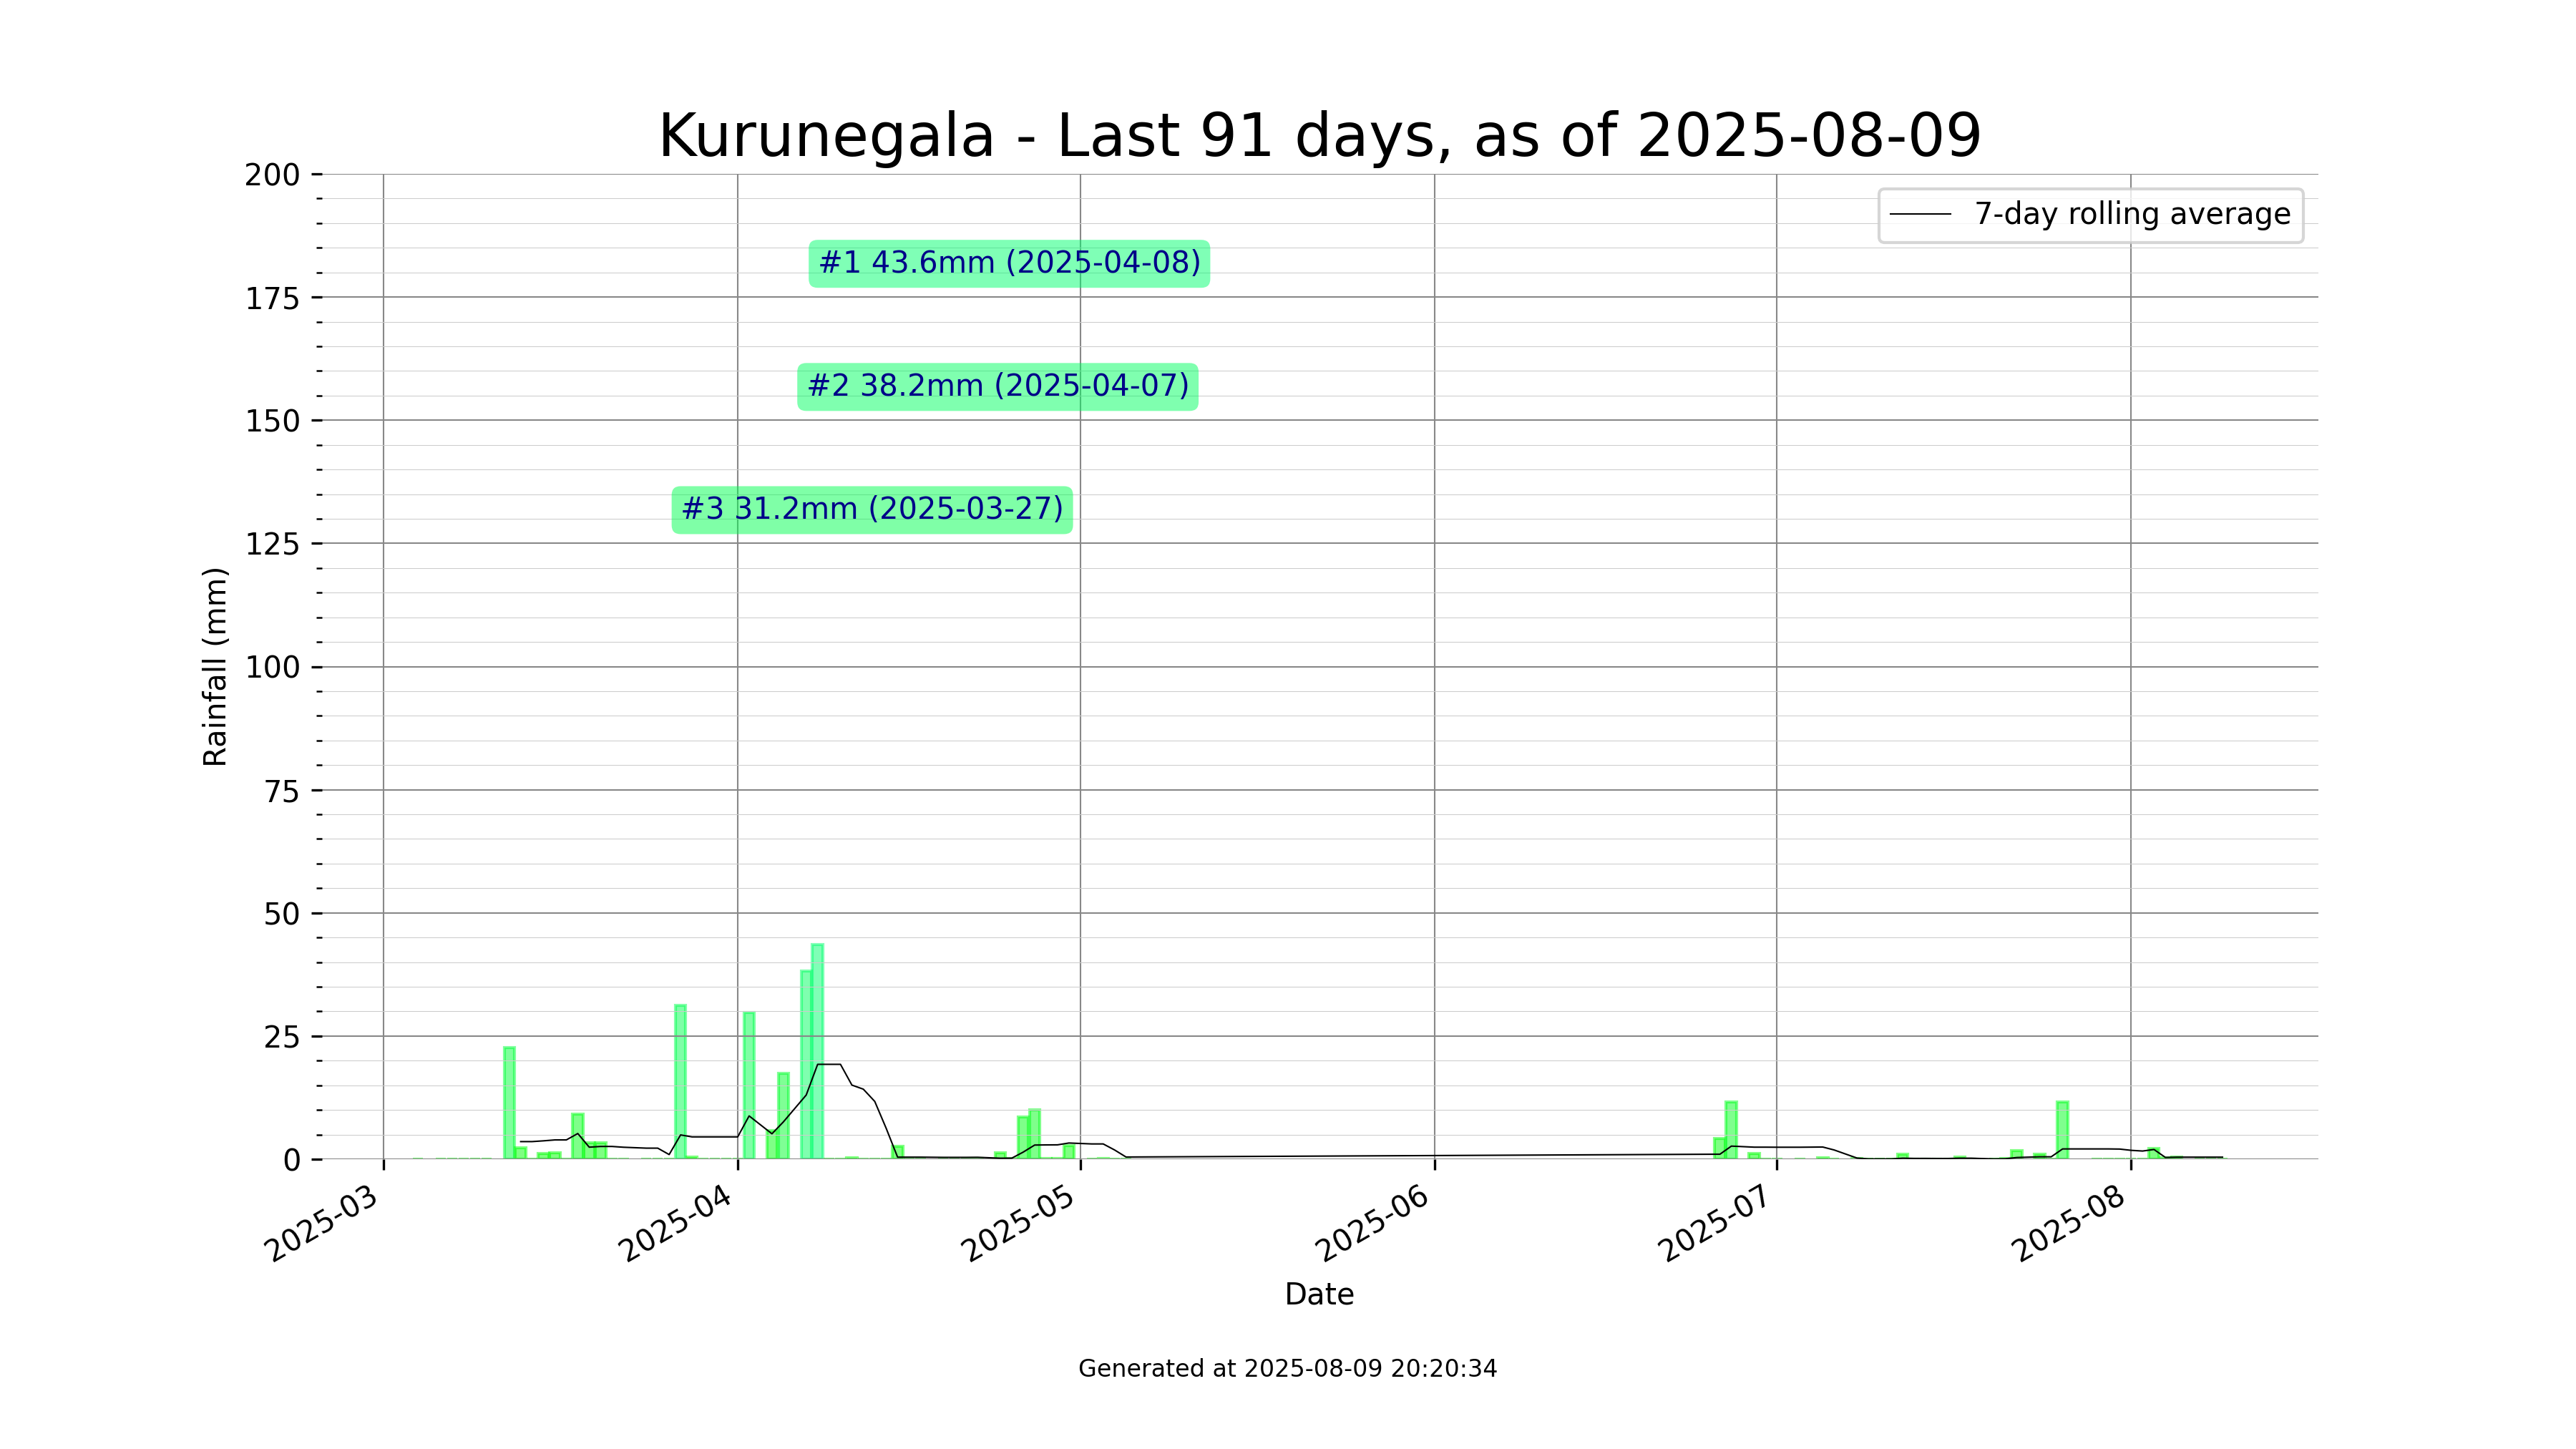 Kurunegala - Last 91 days, as of 2025-08-09
7-day rolling average
#1 43.6mm (2025-04-08)
#2 38.2mm (2025-04-07)
#3 31.2mm (2025-03-27)
Rainfall (mm)
200
175
150
125
100
75
50
25
0
2025-03
2025-04
2025-05
2025-06
2025-07
2025-08
Date
Generated at 2025-08-09 20:20:34